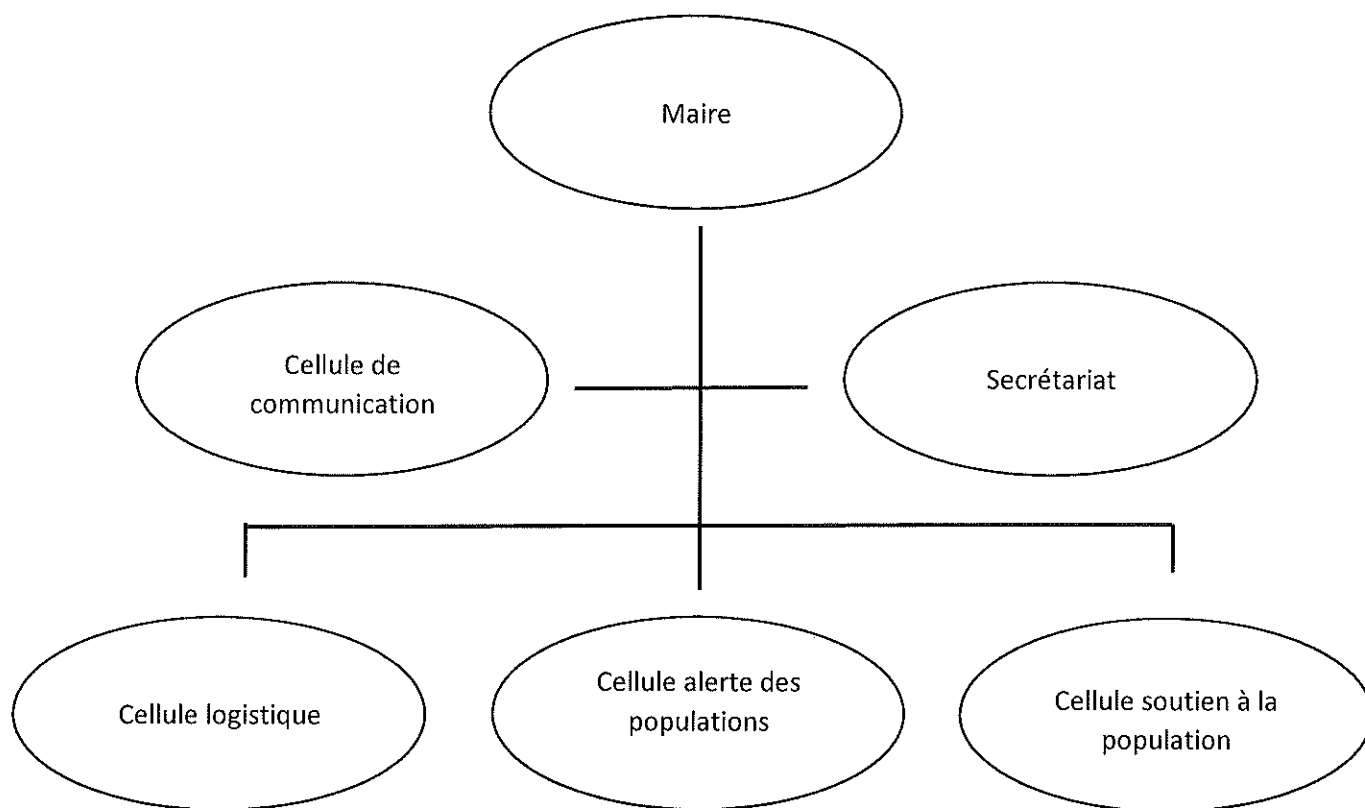 Maire
Cellule de
communication
Secrétariat
Cellule logistique
Cellule alerte des
populations
Cellule soutien à la
population